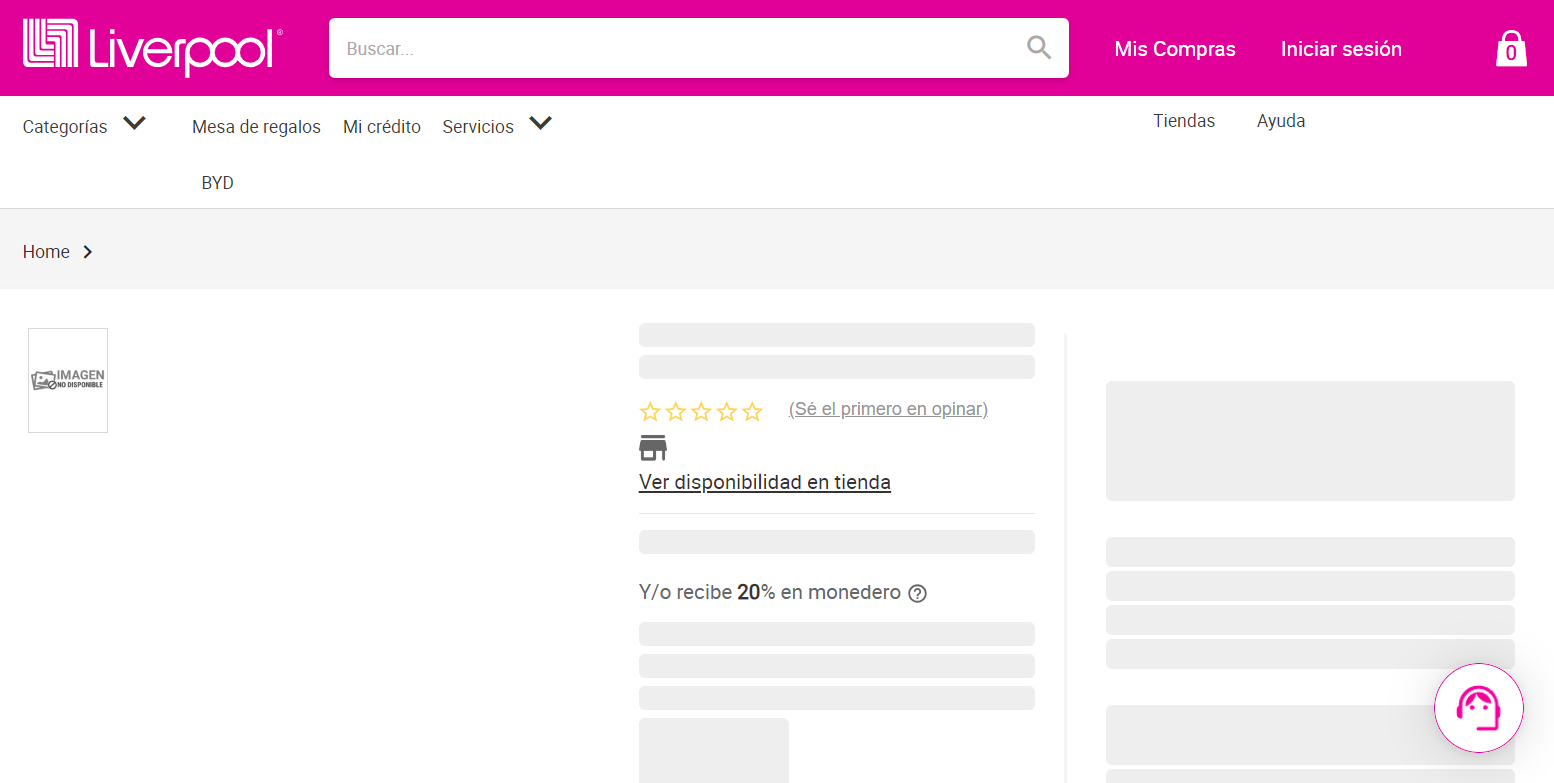 Liverpool®
Buscar...
Mis Compras
Iniciar sesión
0
Categorías
Mesa de regalos
Mi crédito
Servicios
Tiendas
Ayuda
BYD
Home
IMAGEN
NO DISPONIBLE
(Sé el primero en opinar)
Ver disponibilidad en tienda
Y/o recibe 20% en monedero